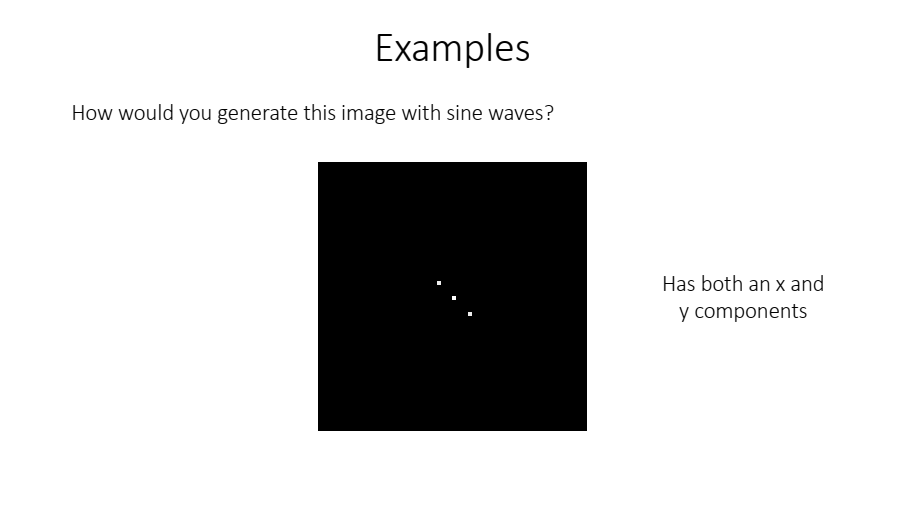 Examples
How would you generate this image with sine waves?
Has both an x and
y components